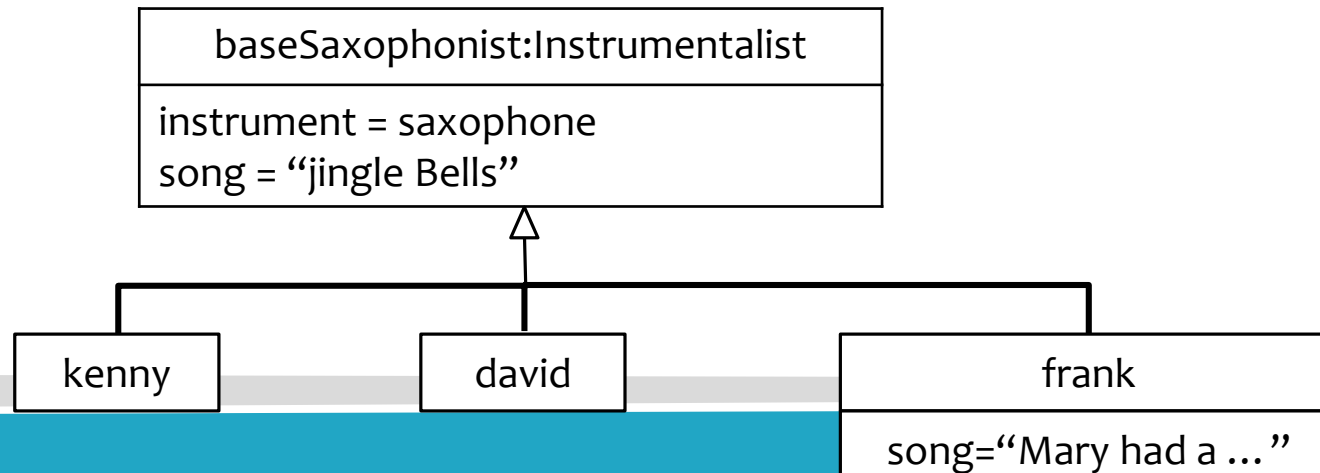 baseSaxophonist:Instrumentalist
instrument = saxophone
song = “jingle Bells”
kenny
david
frank
song=“Mary had a …”